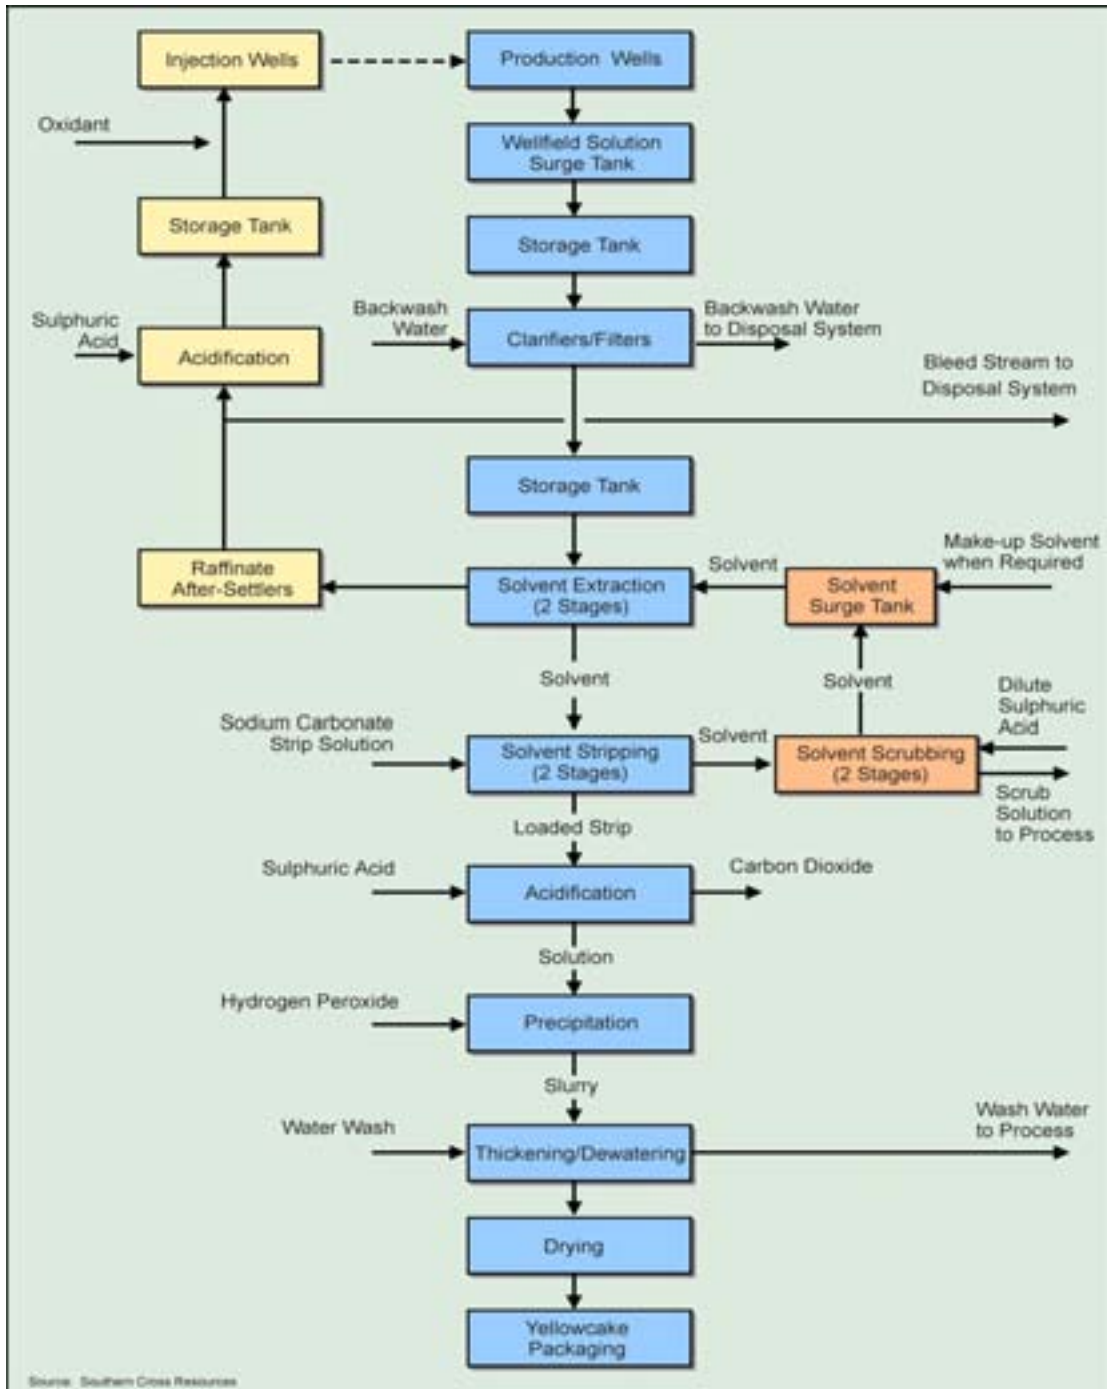 Injection Wells
Production Wells
Oxidant
Wellfield Solution
Surge Tank
Storage Tank
Storage Tank
Sulphuric
Acid
Acidification
Backwash
Water
Clarifiers/Filters
Backwash Water
to Disposal System
Bleed Stream to
Disposal System
Storage Tank
Raffinate
After-Settlers
Solvent Extraction
(2 Stages)
Solvent
Solvent
Surge Tank
Make-up Solvent
when Required
Solvent
Solvent
Dilute
Sulphuric
Acid
Sodium Carbonate
Strip Solution
Solvent Stripping
(2 Stages)
Solvent
Solvent Scrubbing
(2 Stages)
Scrub
Solution
to Process
Loaded Strip
Sulphuric Acid
Acidification
Carbon Dioxide
Solution
Hydrogen Peroxide
Precipitation
Slurry
Water Wash
Thickening/Dewatering
Wash Water
to Process
Drying
Yellowcake
Packaging
Source: Southern Cross Resources